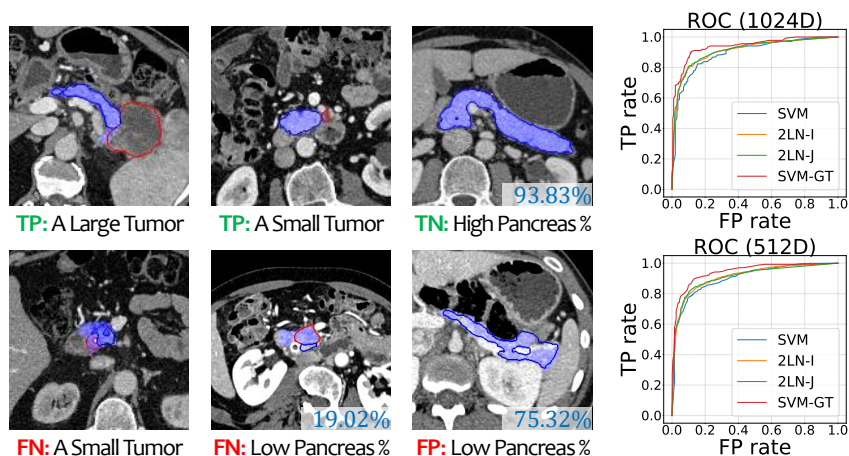 93.83%
TP: A Large Tumor
TP: A Small Tumor
TN: High Pancreas %
19.02%
75.32%
FN: A Small Tumor
FN: Low Pancreas %
FP: Low Pancreas %
ROC (1024D)
TP rate
1.0
0.8
0.6
0.4
0.2
0.0
SVM
2LN-I
2LN-J
SVM-GT
0.0 0.2 0.4 0.6 0.8 1.0
FP rate
ROC (512D)
TP rate
1.0
0.8
0.6
0.4
0.2
0.0
SVM
2LN-I
2LN-J
SVM-GT
0.0 0.2 0.4 0.6 0.8 1.0
FP rate